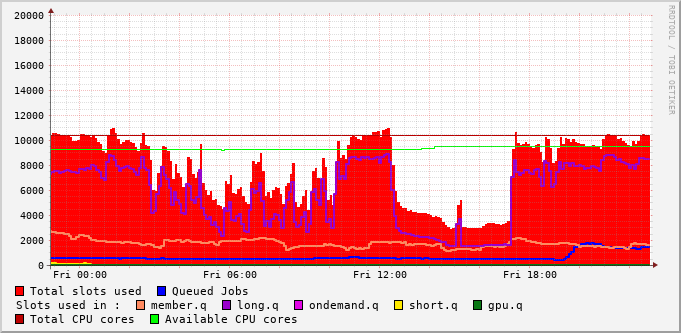 RRDTOOL / TOBI OETIKER
20000
18000
16000
14000
12000
10000
8000
6000
4000
2000
0
Fri 00:00 Fri 06:00 Fri 12:00 Fri 18:00
Total slots used Queued Jobs
Slots used in : member.q long.q ondemand.q short.q gpu.q
Total CPU cores Available CPU cores